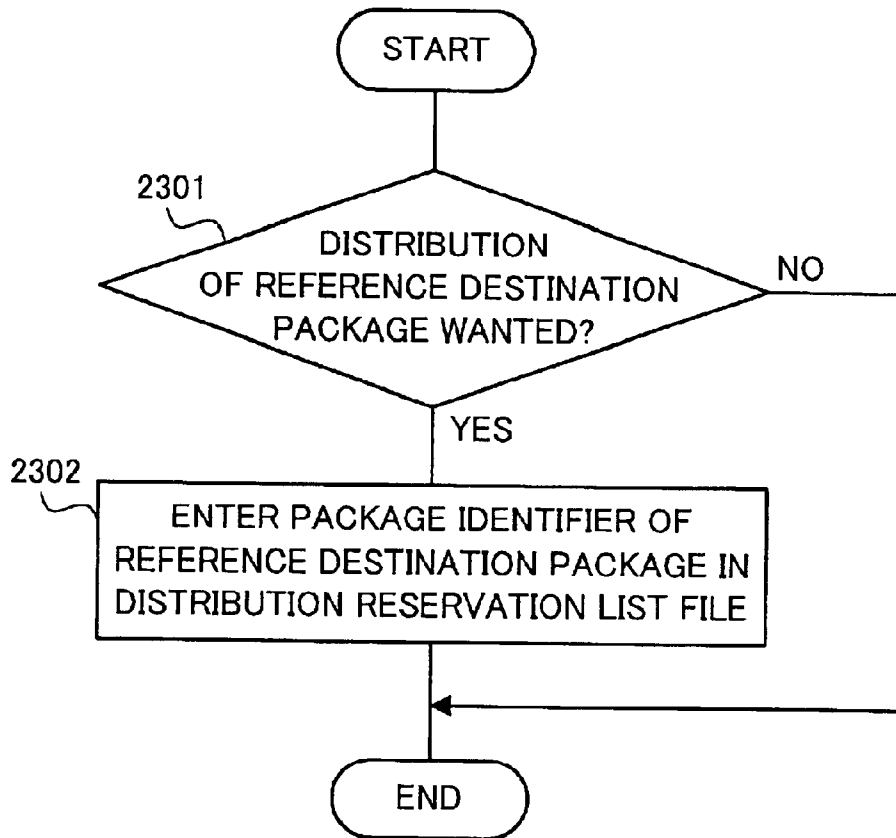 START
2301
DISTRIBUTION
OF REFERENCE DESTINATION
PACKAGE WANTED?
NO
YES
2302
ENTER PACKAGE IDENTIFIER OF
REFERENCE DESTINATION PACKAGE IN
DISTRIBUTION RESERVATION LIST FILE
END